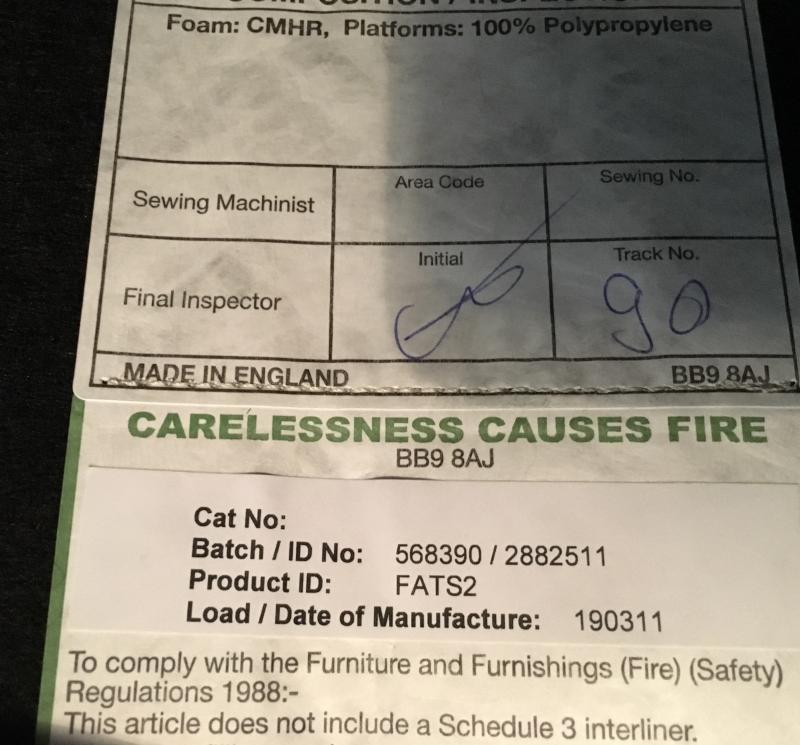 Foam: CMHR, Platforms: 100% Polypropylene
Area Code
Sewing No.
Sewing Machinist
Initial
Track No.
Final Inspector
90
MADE IN ENGLAND
BB9 8AJ
CARELESSNESS CAUSES FIRE
BB9 8AJ
Cat No:
Batch / ID No: 568390 / 2882511
Product ID: FATS2
Load / Date of Manufacture: 190311
To comply with the Furniture and Furnishings (Fire) (Safety)
Regulations 1988:-
This article does not include a Schedule 3 interliner.